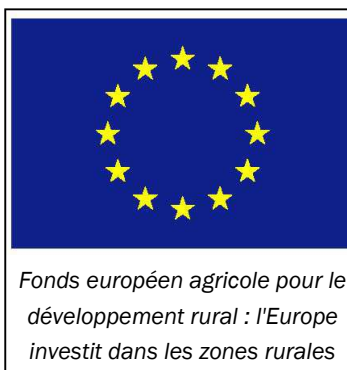 Fonds européen agricole pour le
développement rural : l'Europe
investit dans les zones rurales